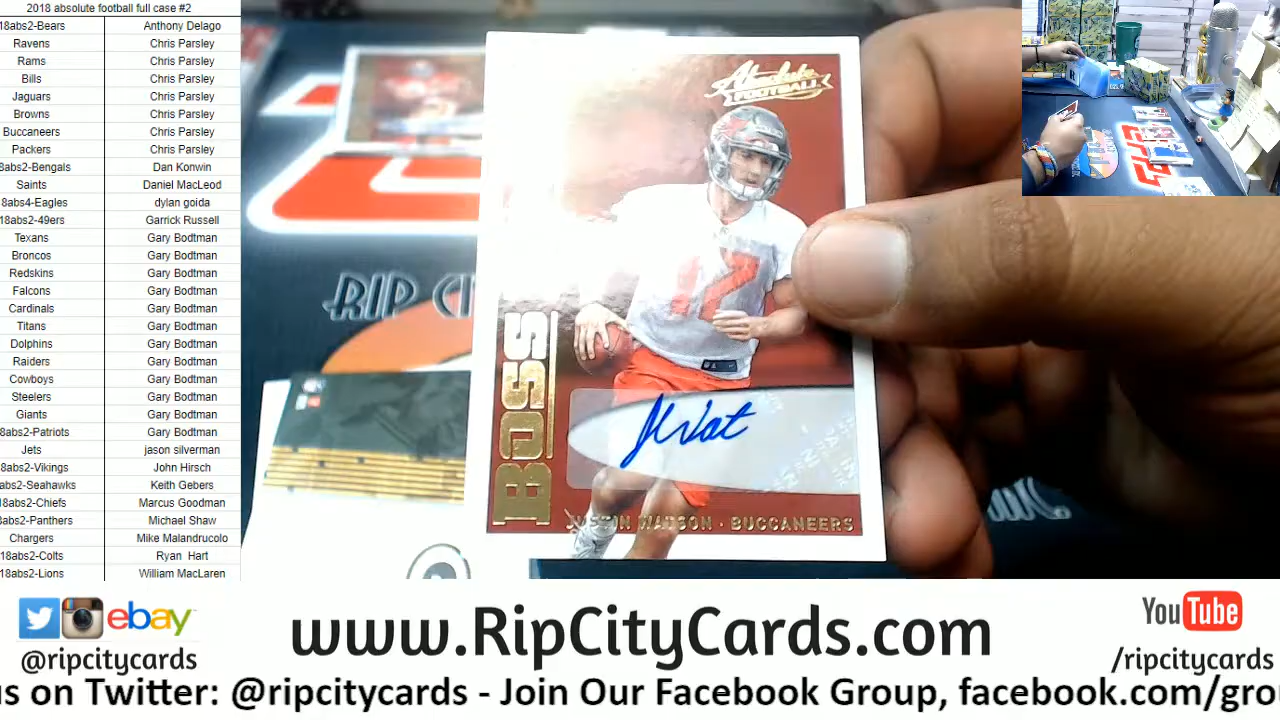 2018 absolute football full case #2
18abs2-Bears Anthony Delago
Ravens Chris Parsley
Rams Chris Parsley
Bills Chris Parsley
Jaguars Chris Parsley
Browns Chris Parsley
Buccaneers Chris Parsley
Packers Chris Parsley
8abs2-Bengals Dan Konwin
Saints Daniel MacLeod
8abs4-Eagles dylan goida
18abs2-49ers Garrick Russell
Texans Gary Bodtman
Broncos Gary Bodtman
Redskins Gary Bodtman
Falcons Gary Bodtman
Cardinals Gary Bodtman
Titans Gary Bodtman
Dolphins Gary Bodtman
Raiders Gary Bodtman
Cowboys Gary Bodtman
Steelers Gary Bodtman
Giants Gary Bodtman
8abs2-Patriots Gary Bodtman
Jets jason silverman
18abs2-Vikings John Hirsch
abs2-Seahawks Keith Gebers
8abs2-Chiefs Marcus Goodman
abs2-Panthers Michael Shaw
Chargers Mike Malandrucolo
18abs2-Colts Ryan Hart
18abs2-Lions William MacLaren
Absolute
FOOTBALL
17
BOSS
J Wat
JUSTIN WATSON · BUCCANEERS
RIP CI
ebay
@ripcitycards
www.RipCityCards.com
YouTube
/ripcitycards
us on Twitter: @ripcitycards - Join Our Facebook Group, facebook.com/grou